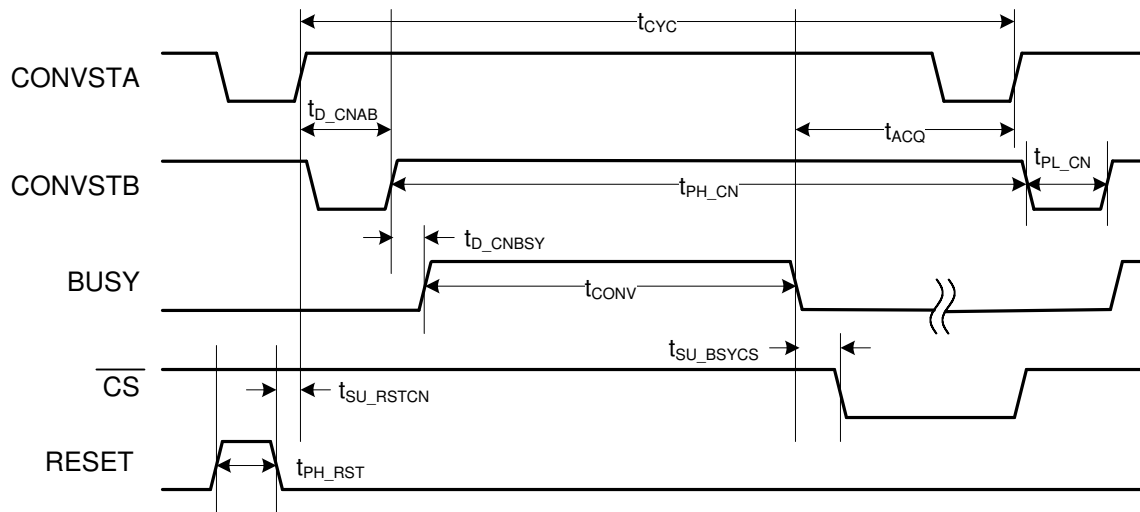 tCYC
CONVSTA
tD_CNAB
tACQ
tPL_CN
CONVSTB
tPH_CN
tD_CNBSY
BUSY
tCONV
tSU_BSYCS
CS
tSU_RSTCN
RESET
tPH_RST